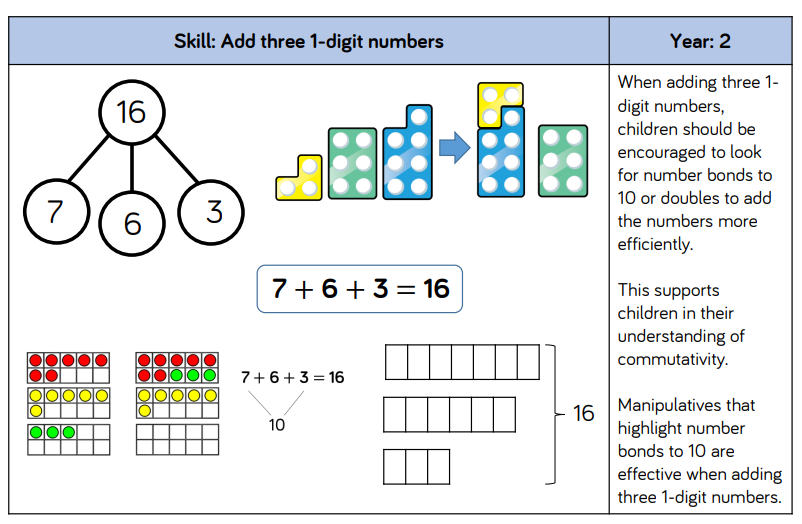 Skill: Add three 1-digit numbers
Year: 2
16
7
6
3
7 + 6 + 3 = 16
7 + 6 + 3 = 16
10
16
When adding three 1-
digit numbers,
children should be
encouraged to look
for number bonds to
10 or doubles to add
the numbers more
efficiently.
This supports
children in their
understanding of
commutativity.
Manipulatives that
highlight number
bonds to 10 are
effective when adding
three 1-digit numbers.